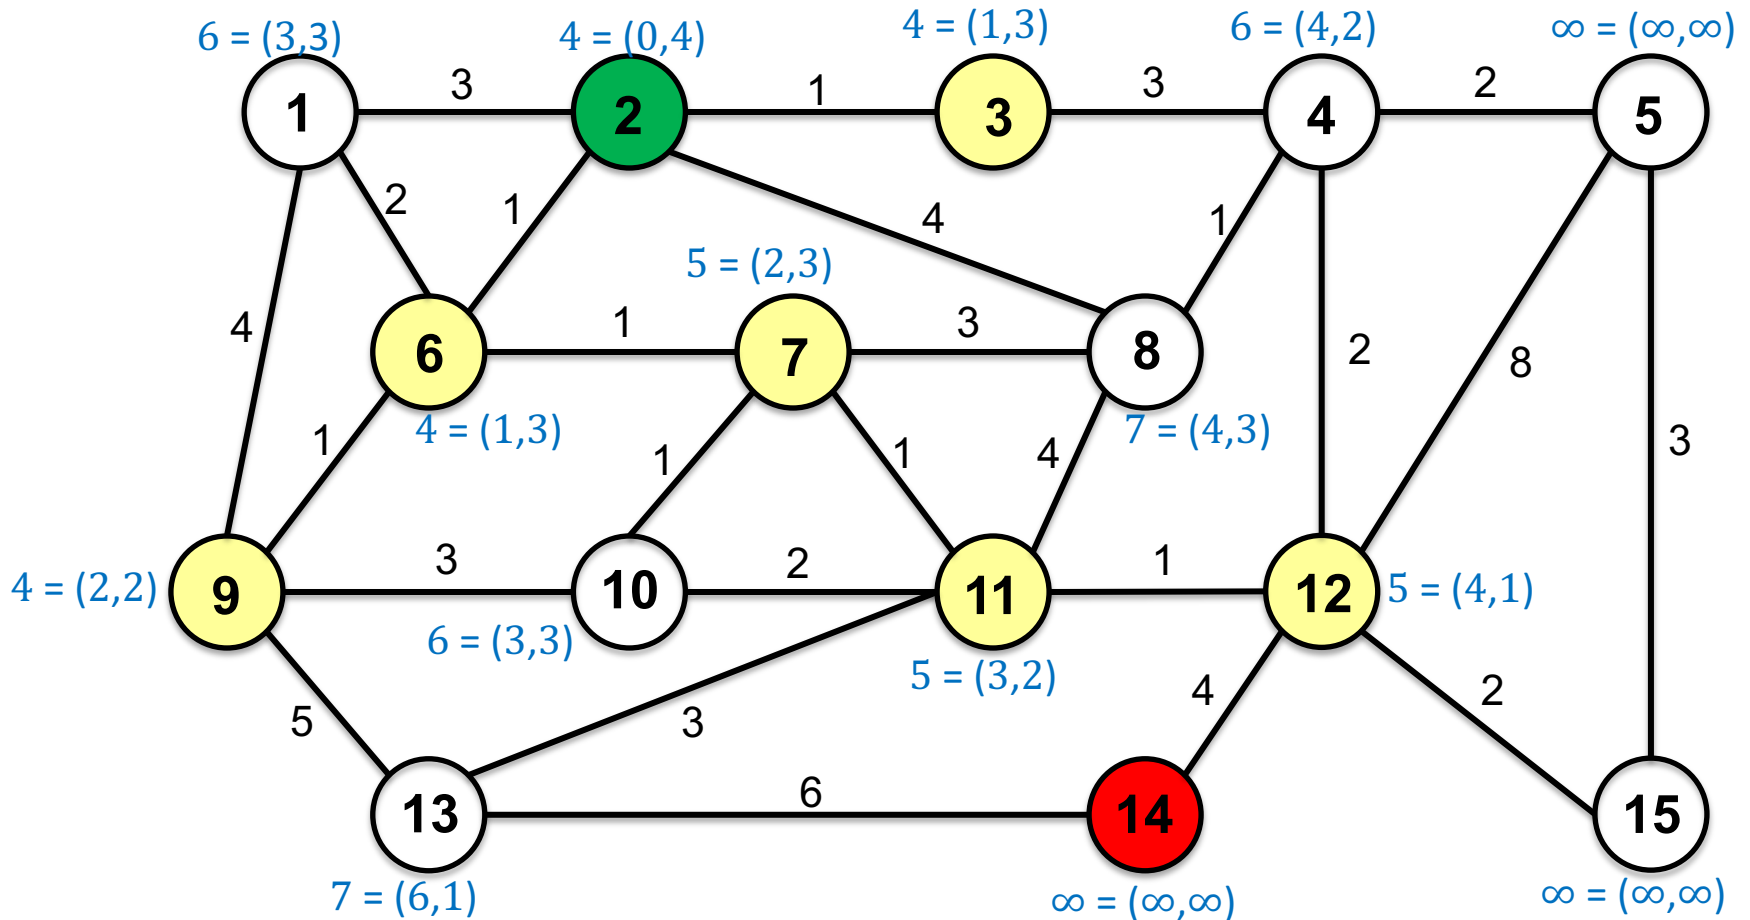 6 = (3,3)
4 = (0,4)
4 = (1,3)
6 = (4,2)
∞ = (∞,∞)
1
3
2
1
3
3
4
2
5
2
1
4
1
5 = (2,3)
4
6
1
7
3
8
2
8
4 = (1,3)
7 = (4,3)
1
1
1
4
3
4 = (2,2)
9
3
10
2
11
1
12
5 = (4,1)
6 = (3,3)
5 = (3,2)
5
3
4
2
13
6
14
15
7 = (6,1)
∞ = (∞,∞)
∞ = (∞,∞)